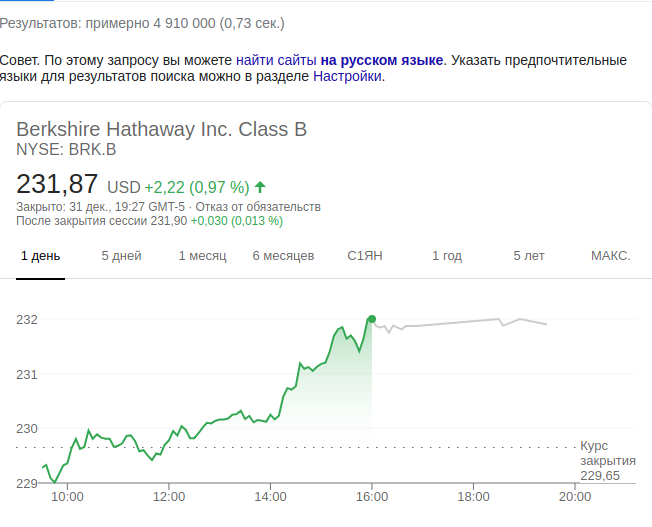 Результатов: примерно 4 910 000 (0,73 сек.)
Совет. По этому запросу вы можете найти сайты на русском языке. Указать предпочтительные
языки для результатов поиска можно в разделе Настройки.
Berkshire Hathaway Inc. Class B
NYSE: BRK.B
231,87 USD +2,22 (0,97 %)
Закрыто: 31 дек., 19:27 GMT-5 · Отказ от обязательств
После закрытия сессии 231,90 +0,030 (0,013 %)
1 день 5 дней 1 месяц 6 месяцев С1ЯН 1 год 5 лет МАКС.
232
231
230
Курс
закрытия
229,65
229
10:00 12:00 14:00 16:00 18:00 20:00